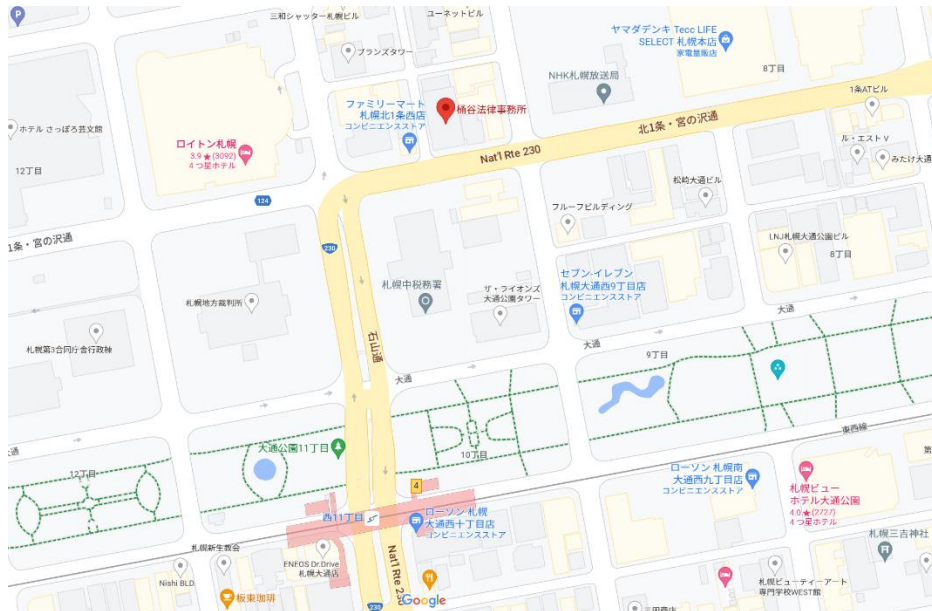 P
三和シャッター札幌ビル
ユーネットビル
ブランズタワー
ヤマダデンキ Tecc LIFE
SELECT 札幌本店
家電量販店
8丁目
NHK札幌放送局
1条ATビル
ファミリーマート
札幌北1条西店
コンビニエンスストア
桶谷法律事務所
北1条・宮の沢通
ホテル さっぽろ芸文館
ロイトン札幌
3.9★(3092)
4 つ星ホテル
Nat'l Rte 230
ル・エスト V
みたけ大通
12丁目
松崎大通ビル
124
フルーフビルディング
1条・宮の沢通
230
LNJ札幌大通公園ビル
8丁目
セブン-イレブン
札幌大通西9丁目店
コンビニエンスストア
札幌中税務署
ザ・ライオンズ
大通公園タワー
札幌地方裁判所
石山通
大通
札幌第3合同庁舎行政棟
9丁目
大通
大通
東西線
大通公園11丁目
10丁目
12丁目
第
4
ローソン 札幌南
大通西九丁目店
コンビニエンスストア
札幌ビュー
ホテル大通公園
4.0★(2727)
4 つ星ホテル
西11丁目
ローソン 札幌
大通西十丁目店
コンビニエンスストア
札幌三吉神社
札幌新生教会
ENEOS Dr.Drive
札幌大通店
Nishi BLD.
Nat'l Rte 230
板東珈琲
Google
230
札幌ビューティーアート
専門学校WEST館